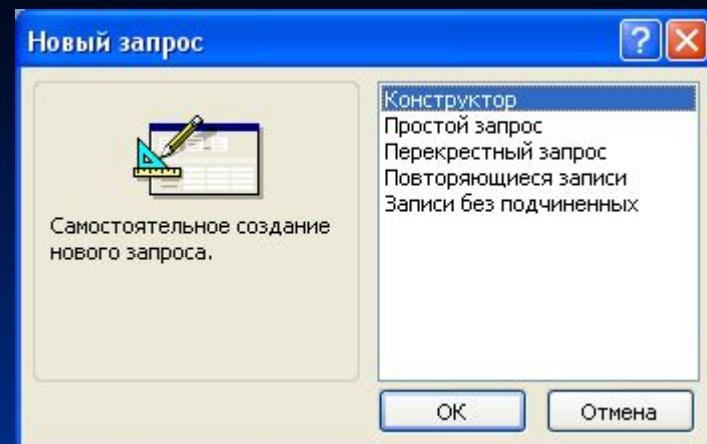 Новый запрос
Самостоятельное создание
нового запроса.
Конструктор
Простой запрос
Перекрестный запрос
Повторяющиеся записи
Записи без подчиненных
ОК
Отмена